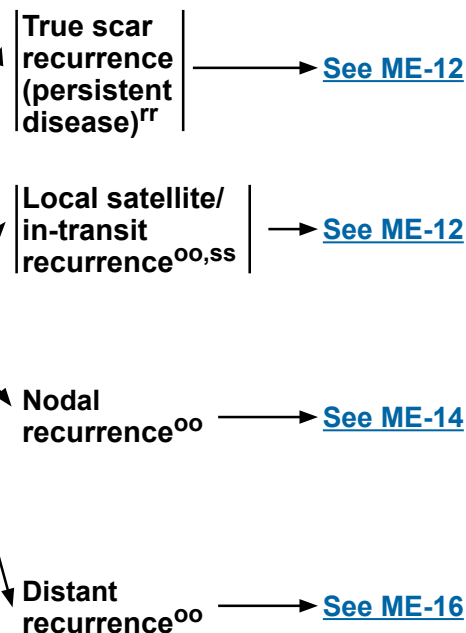 True scar
recurrence
(persistent
disease)rr
See ME-12
Local satellite/
in-transit
recurrenceoo,ss
See ME-12
Nodal
recurrenceoo
See ME-14
Distant
recurrenceoo
See ME-16